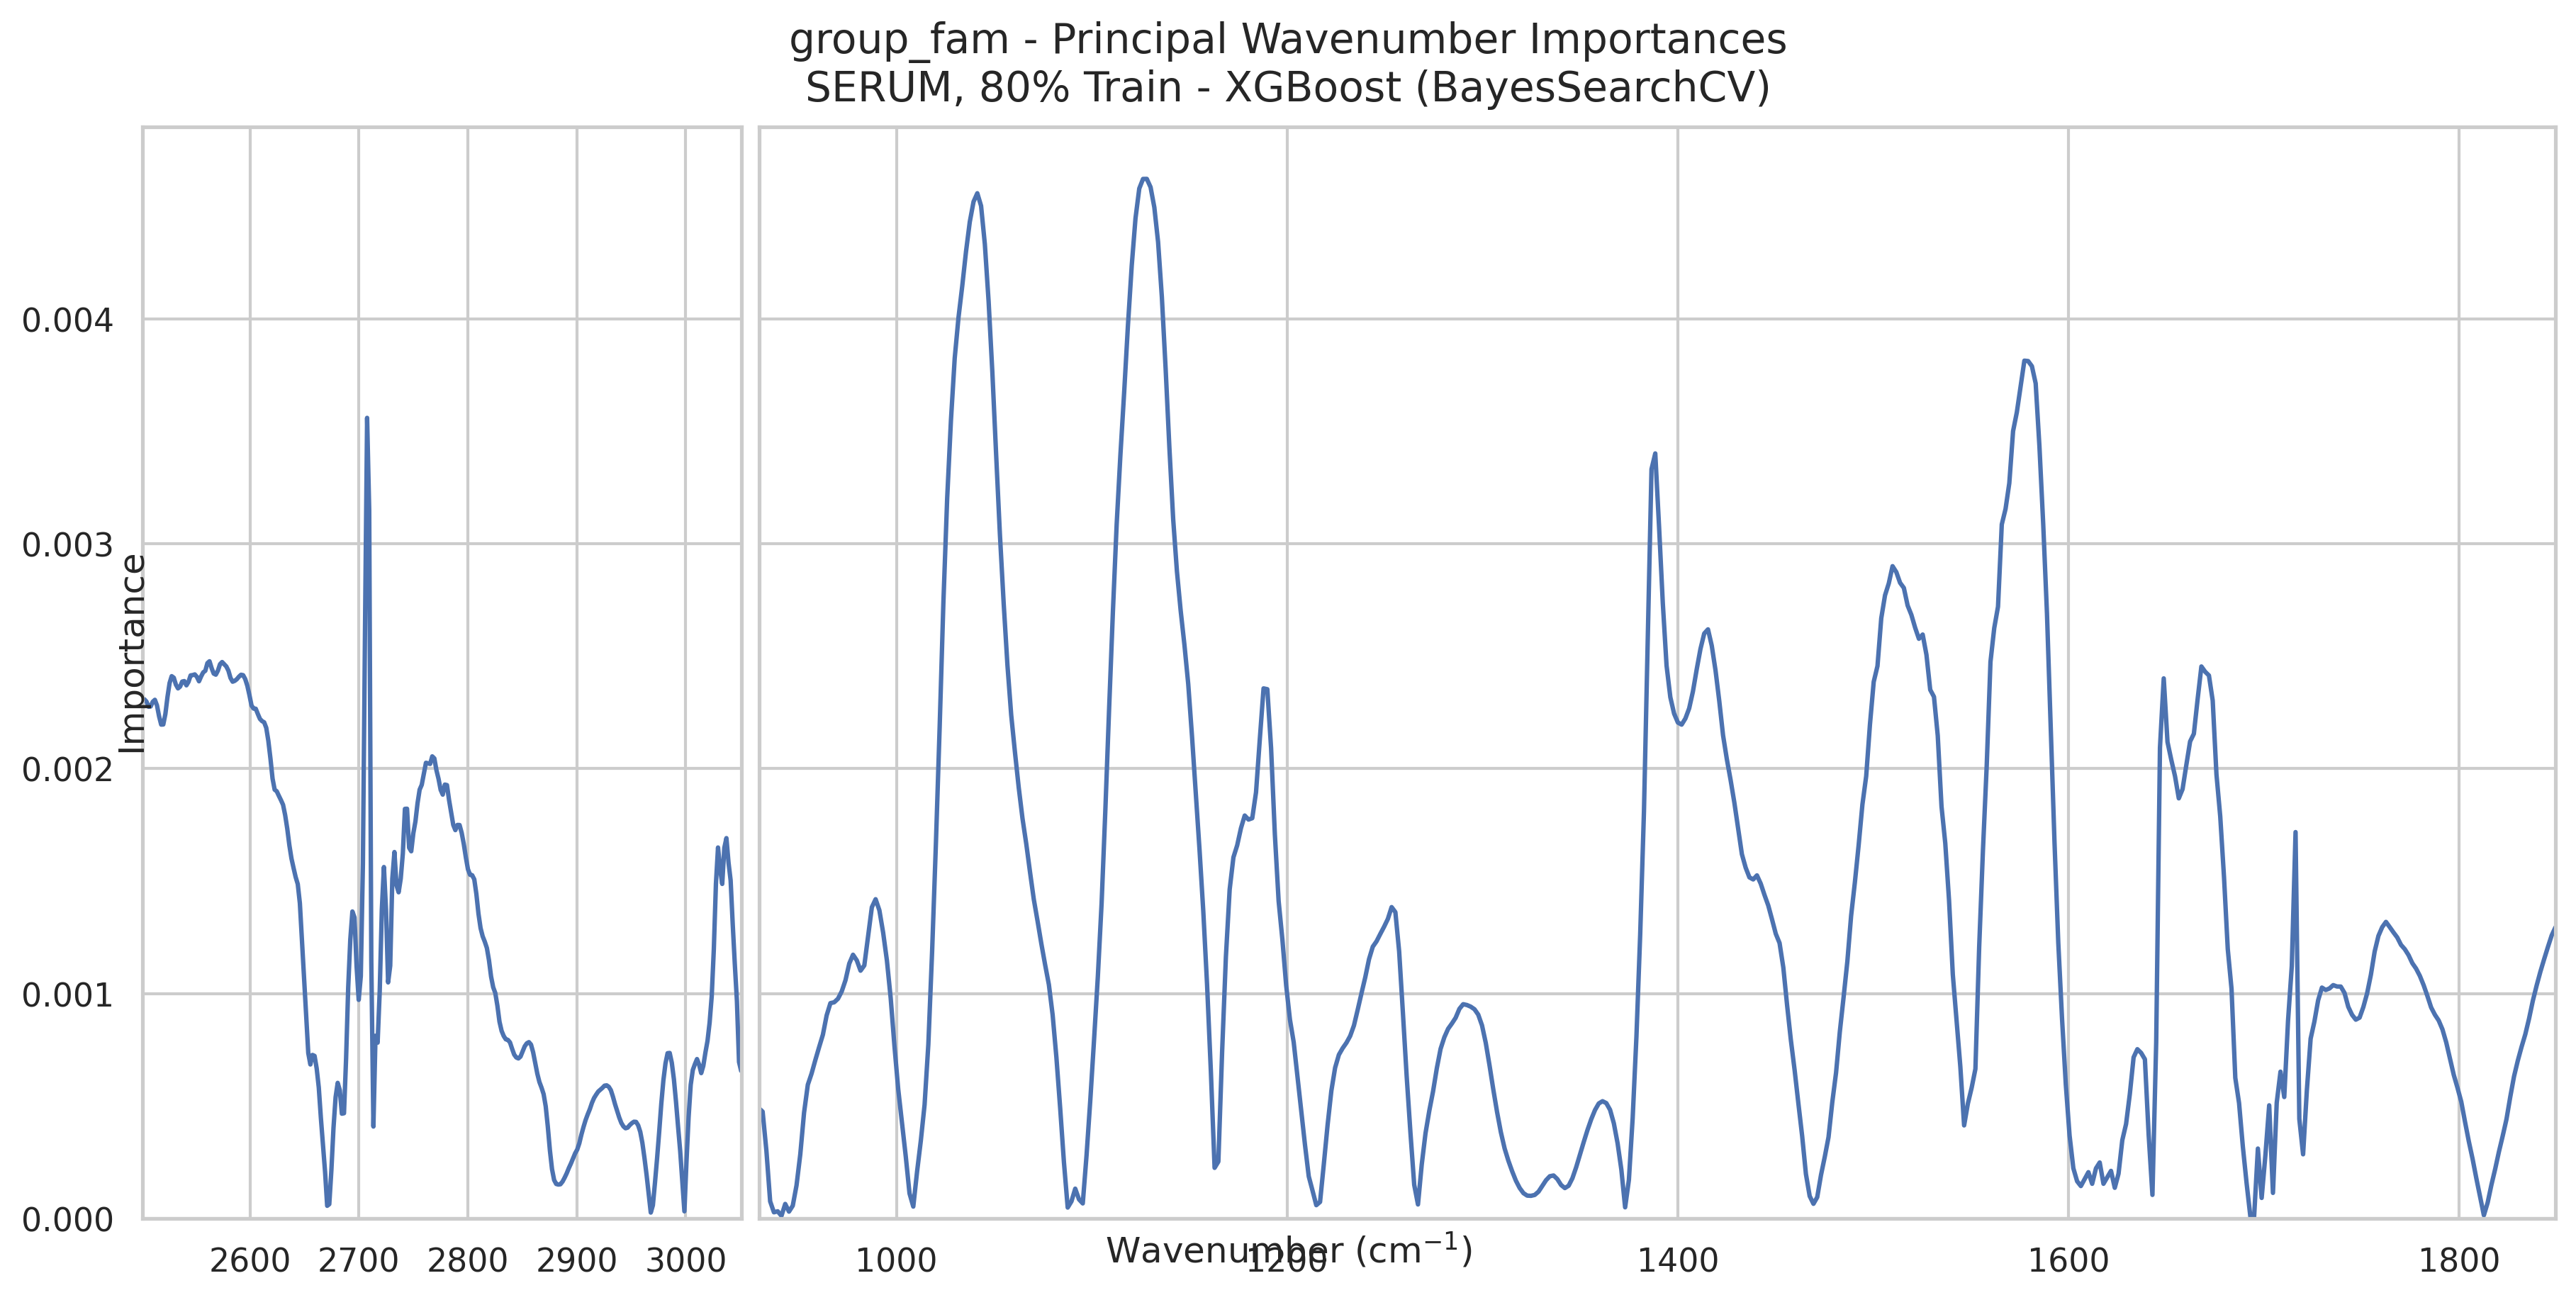 group_fam - Principal Wavenumber Importances
SERUM, 80% Train - XGBoost (BayesSearchCV)
Importance
0.004
0.003
0.002
0.001
0.000
2600 2700 2800 2900 3000 1000 1200 1400 1600 1800
Wavenumber (cm⁻¹)